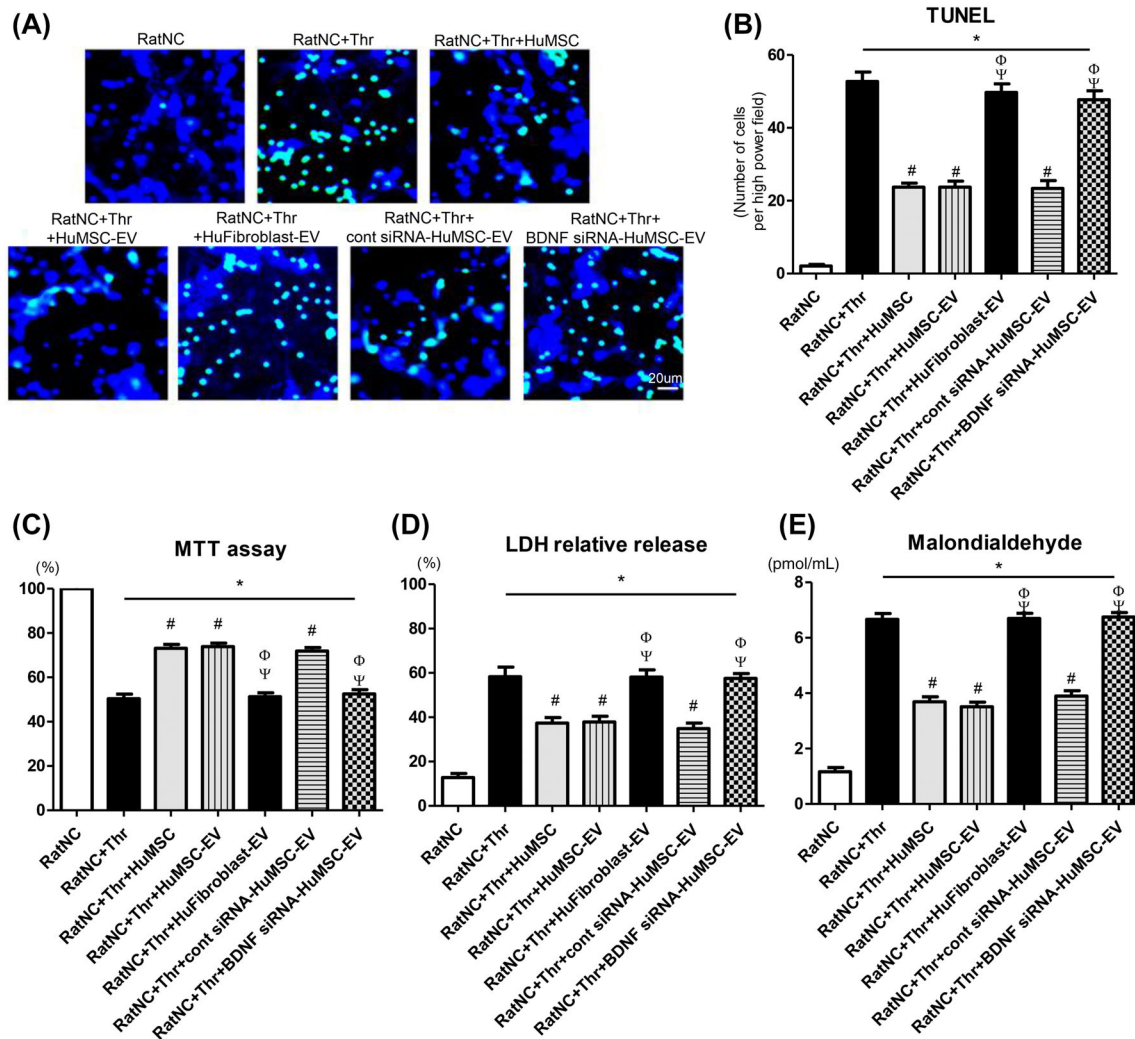 (A)
RatNC
RatNC+Thr
RatNC+Thr+HuMSC
RatNC+Thr
+HuMSC-EV
RatNC+Thr
+HuFibroblast-EV
RatNC+Thr+
cont siRNA-HuMSC-EV
RatNC+Thr+
BDNF siRNA-HuMSC-EV
20um
(B)
TUNEL
(Number of cells
per high power field)
60
40
20
0
*
# # Φ Ψ # Φ Ψ
RatNC
RatNC+Thr
RatNC+Thr+HuMSC
RatNC+Thr+HuMSC-EV
RatNC+Thr+HuFibroblast-EV
RatNC+Thr+cont siRNA-HuMSC-EV
RatNC+Thr+BDNF siRNA-HuMSC-EV
(C)
MTT assay
(%)
100
80
60
40
20
0
*
# # Φ Ψ # Φ Ψ
RatNC
RatNC+Thr
RatNC+Thr+HuMSC
RatNC+Thr+HuMSC-EV
RatNC+Thr+HuFibroblast-EV
RatNC+Thr+cont siRNA-HuMSC-EV
RatNC+Thr+BDNF siRNA-HuMSC-EV
(D)
LDH relative release
(%)
100
80
60
40
20
0
*
# # Φ Ψ # Φ Ψ
RatNC
RatNC+Thr
RatNC+Thr+HuMSC
RatNC+Thr+HuMSC-EV
RatNC+Thr+HuFibroblast-EV
RatNC+Thr+cont siRNA-HuMSC-EV
RatNC+Thr+BDNF siRNA-HuMSC-EV
(E)
Malondialdehyde
(pmol/mL)
8
6
4
2
0
*
# # Φ Ψ # Φ Ψ
RatNC
RatNC+Thr
RatNC+Thr+HuMSC
RatNC+Thr+HuMSC-EV
RatNC+Thr+HuFibroblast-EV
RatNC+Thr+cont siRNA-HuMSC-EV
RatNC+Thr+BDNF siRNA-HuMSC-EV